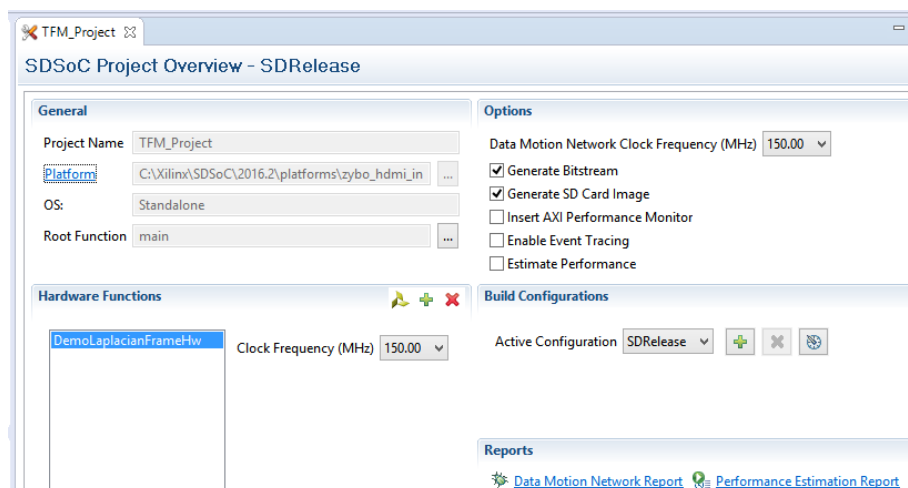 TFM_Project
SDSoC Project Overview - SDRelease
General
Project Name TFM_Project
Platform C:\Xilinx\SDSoC\2016.2\platforms\zybo_hdmi_in ...
OS: Standalone
Root Function main ...
Options
Data Motion Network Clock Frequency (MHz) 150.00
Generate Bitstream
Generate SD Card Image
Insert AXI Performance Monitor
Enable Event Tracing
Estimate Performance
Hardware Functions
DemoLaplacianFrameHw
Clock Frequency (MHz) 150.00
Build Configurations
Active Configuration SDRelease
Reports
Data Motion Network Report Performance Estimation Report